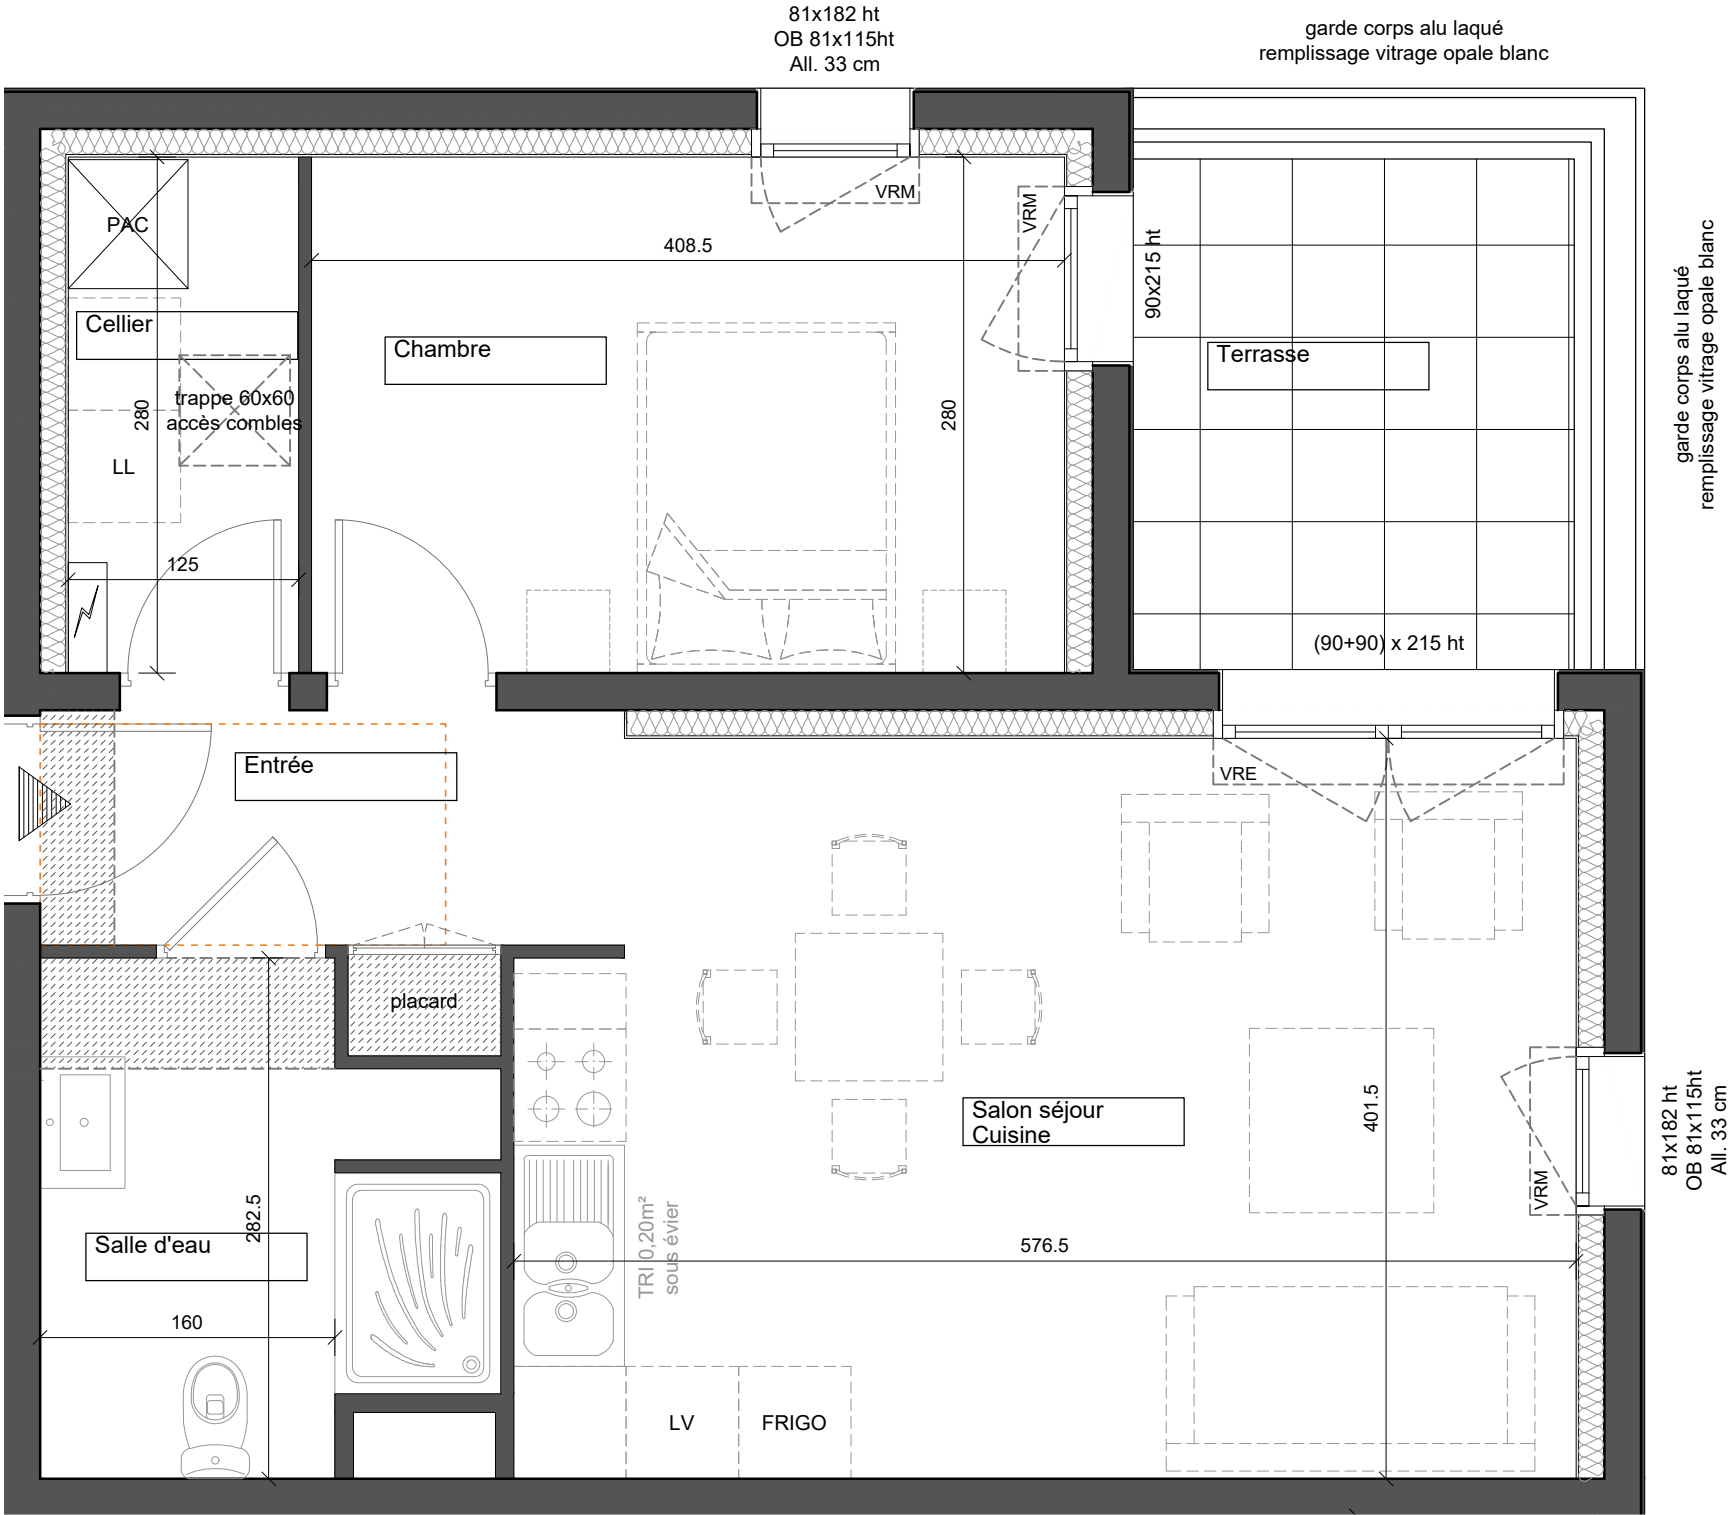 81x182 ht
OB 81x115ht
All. 33 cm
garde corps alu laqué
remplissage vitrage opale blanc
PAC
VRM
VRM
408.5
90x215 ht
garde corps alu laqué
remplissage vitrage opale blanc
Cellier
Chambre
Terrasse
trappe 60x60
accès combles
280
280
LL
125
(90+90) x 215 ht
Entrée
VRE
placard
Salon séjour
Cuisine
401.5
81x182 ht
OB 81x115ht
All. 33 cm
VRM
TRI 0,20m²
sous évier
282.5
Salle d'eau
576.5
160
LV
FRIGO